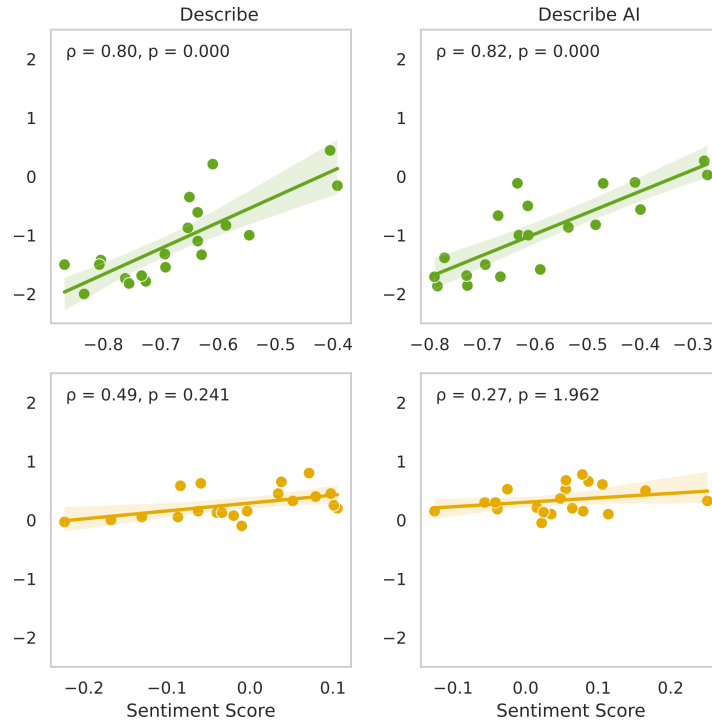 Describe
Describe AI
ρ = 0.80, p = 0.000
ρ = 0.82, p = 0.000
2
1
0
−1
−2
2
1
0
−1
−2
−0.8 −0.7 −0.6 −0.5 −0.4
−0.8 −0.7 −0.6 −0.5 −0.4 −0.3
ρ = 0.49, p = 0.241
ρ = 0.27, p = 1.962
2
1
0
−1
−2
2
1
0
−1
−2
−0.2 −0.1 0.0 0.1
−0.1 0.0 0.1 0.2
Sentiment Score
Sentiment Score